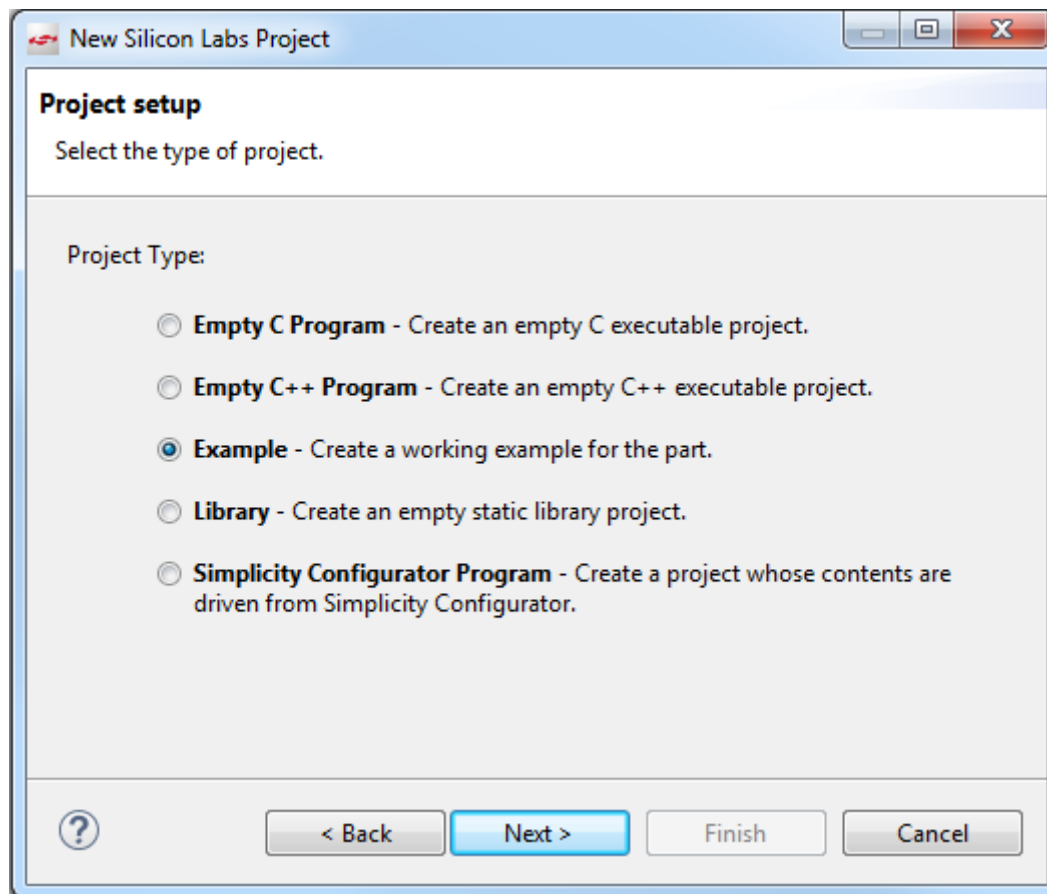 New Silicon Labs Project
Project setup
Select the type of project.
Project Type:
Empty C Program - Create an empty C executable project.
Empty C++ Program - Create an empty C++ executable project.
Example - Create a working example for the part.
Library - Create an empty static library project.
Simplicity Configurator Program - Create a project whose contents are
driven from Simplicity Configurator.
? < Back Next > Finish Cancel